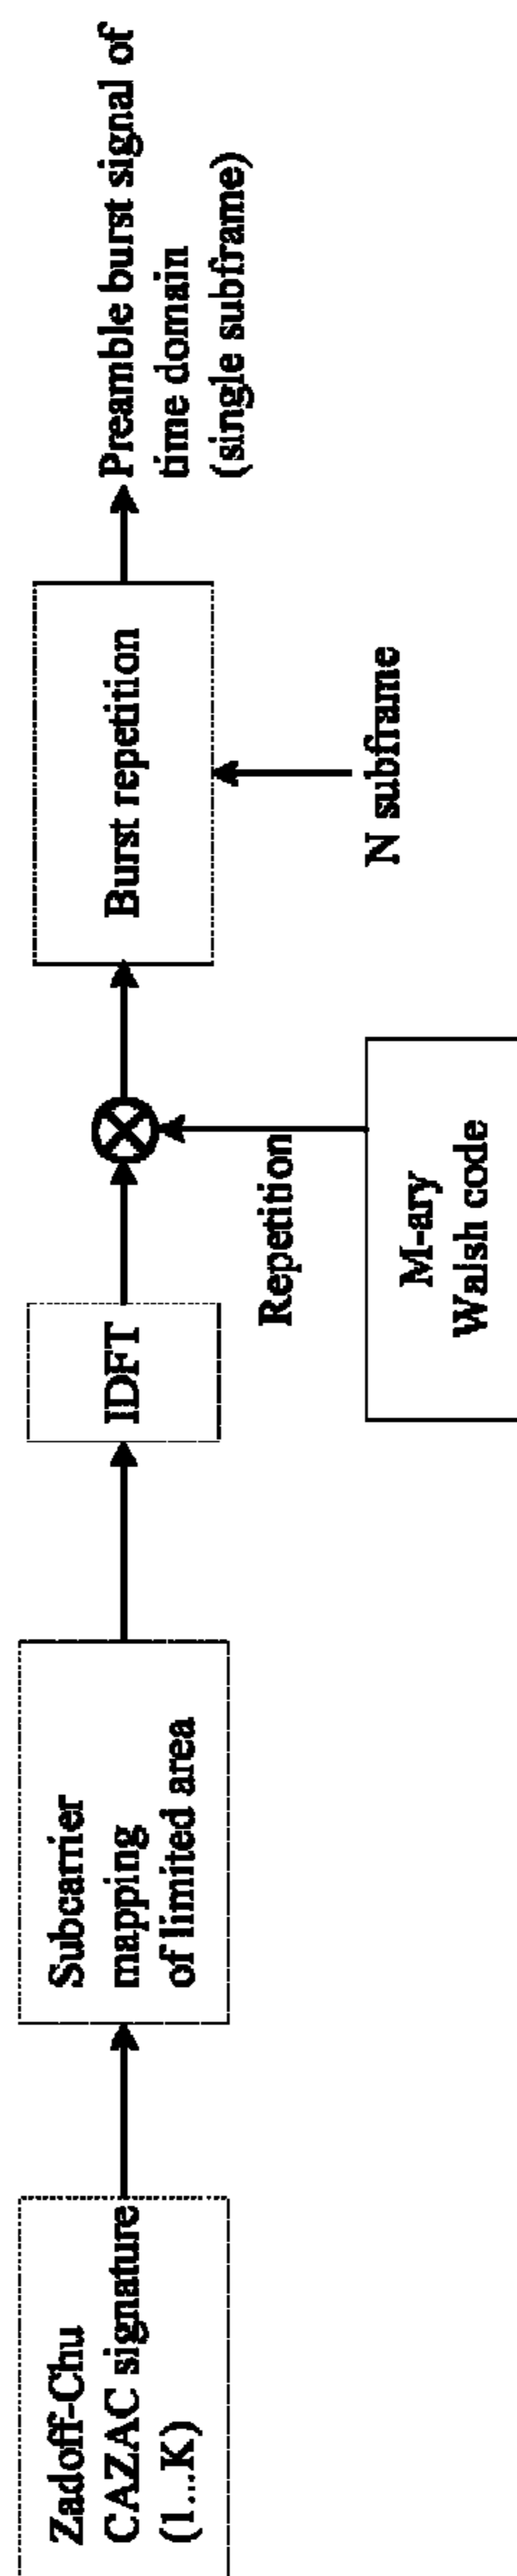 Zadoff-Chu
CAZAC signature
(1...K)
Subcarrier
mapping
of limited area
IDFT
Repetition
M-ary
Walsh code
Burst repetition
N subframe
Preamble burst signal of
time domain
(single subframe)